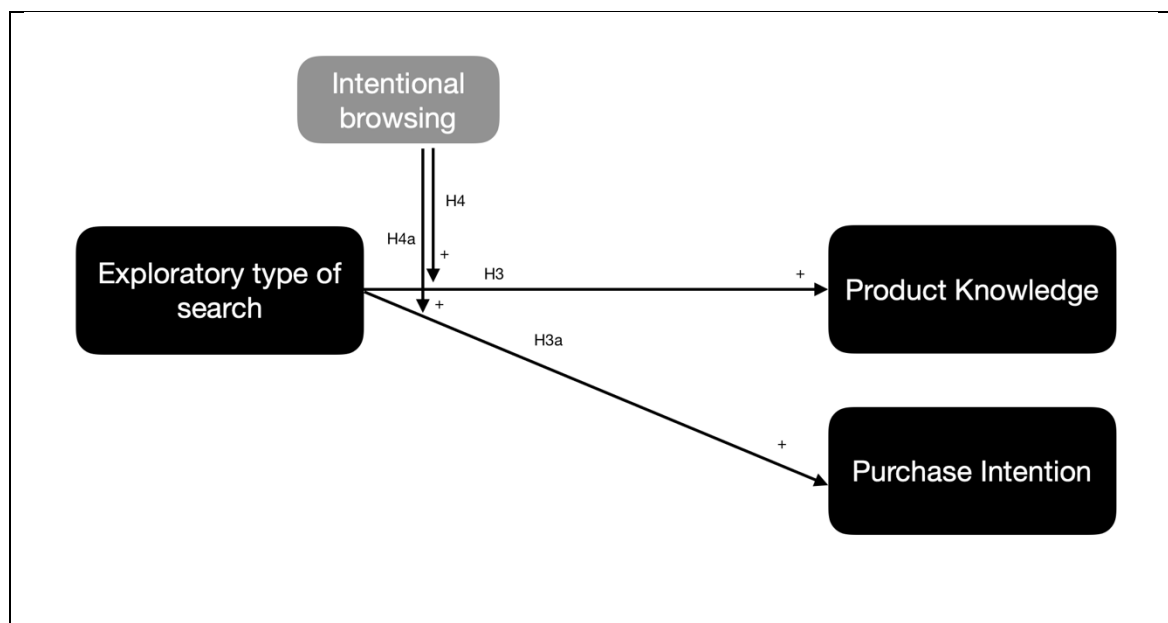 Intentional
browsing
H4
H4a
+
Exploratory type of
search
H3
+
Product Knowledge
+
H3a
+
Purchase Intention